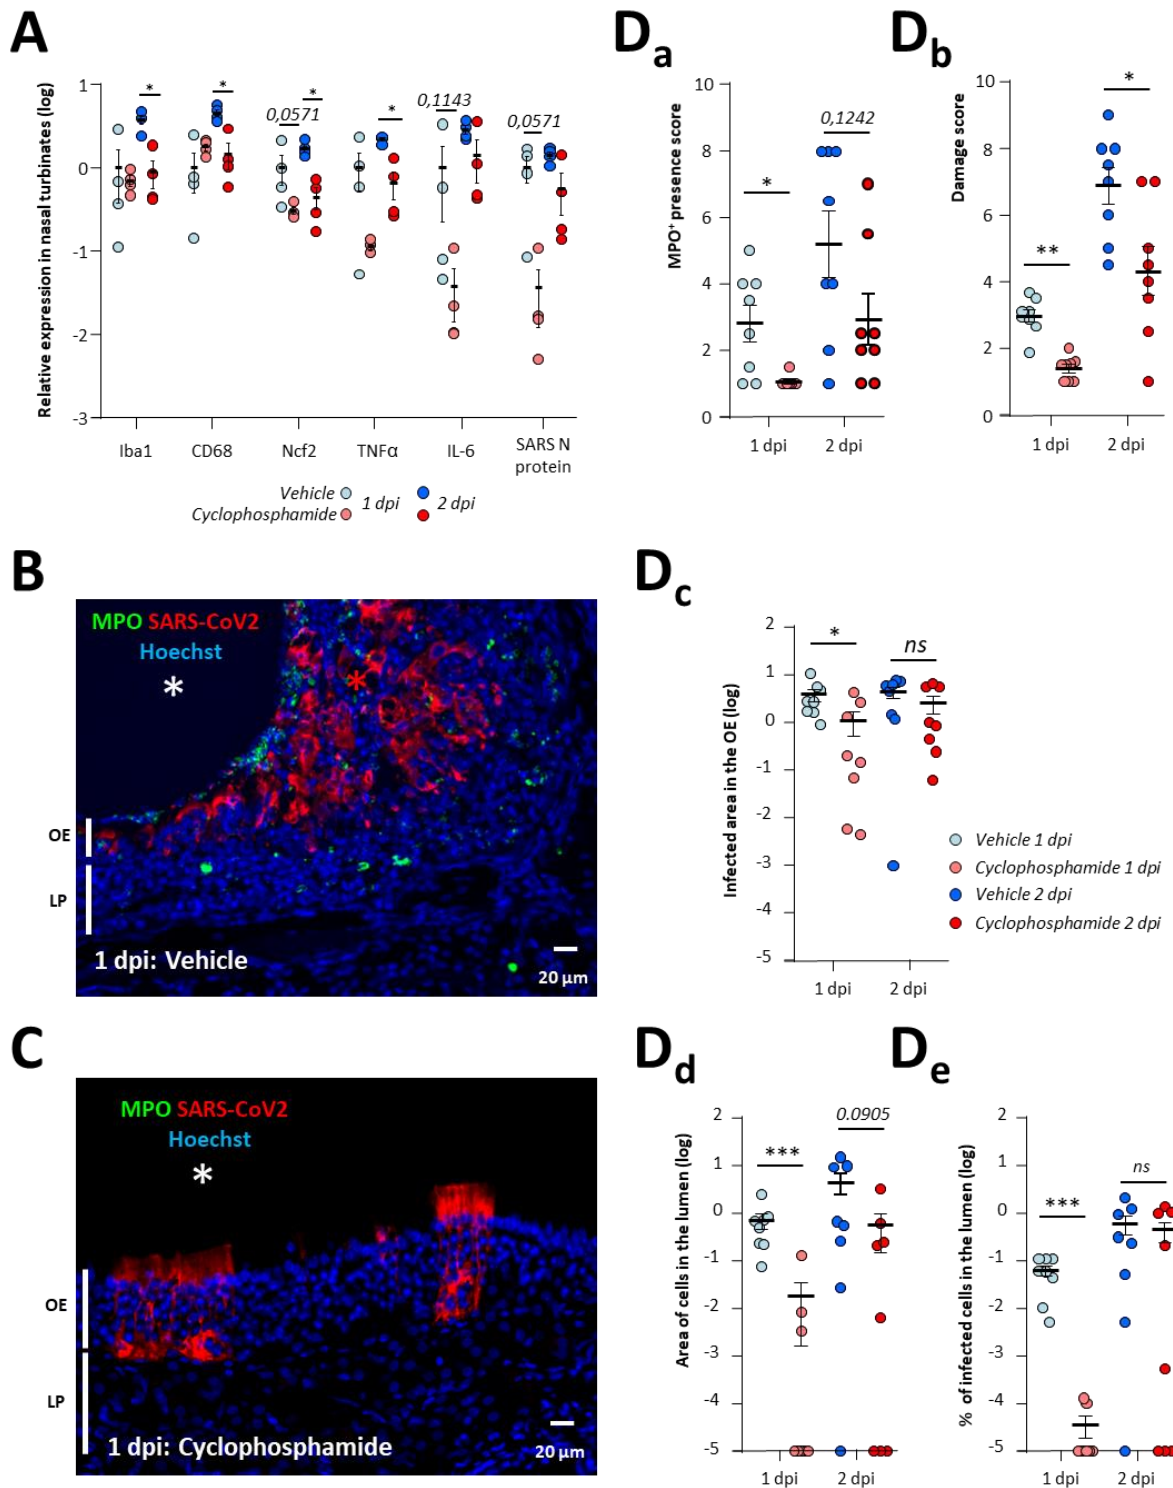 A
Relative expression in nasal turbinates (log)
1
0
-1
-2
-3
*
*
0,0571
*
*
0,1143
0,0571
Iba1
CD68
Ncf2
TNFα
IL-6
SARS N
protein
Vehicle
Cyclophosphamide
1 dpi
2 dpi
Da
MPO+ presence score
10
8
6
4
2
0
*
0,1242
1 dpi
2 dpi
Db
Damage score
10
8
6
4
2
0
**
*
1 dpi
2 dpi
B
MPO SARS-CoV2
Hoechst
*
*
OE
LP
1 dpi: Vehicle
20 µm
Dc
Infected area in the OE (log)
2
1
0
-1
-2
-3
-4
-5
*
ns
1 dpi
2 dpi
Vehicle 1 dpi
Cyclophosphamide 1 dpi
Vehicle 2 dpi
Cyclophosphamide 2 dpi
C
MPO SARS-CoV2
Hoechst
*
OE
LP
1 dpi: Cyclophosphamide
20 µm
Dd
Area of cells in the lumen (log)
2
1
0
-1
-2
-3
-4
-5
***
0.0905
1 dpi
2 dpi
De
% of infected cells in the lumen (log)
2
1
0
-1
-2
-3
-4
-5
***
ns
1 dpi
2 dpi